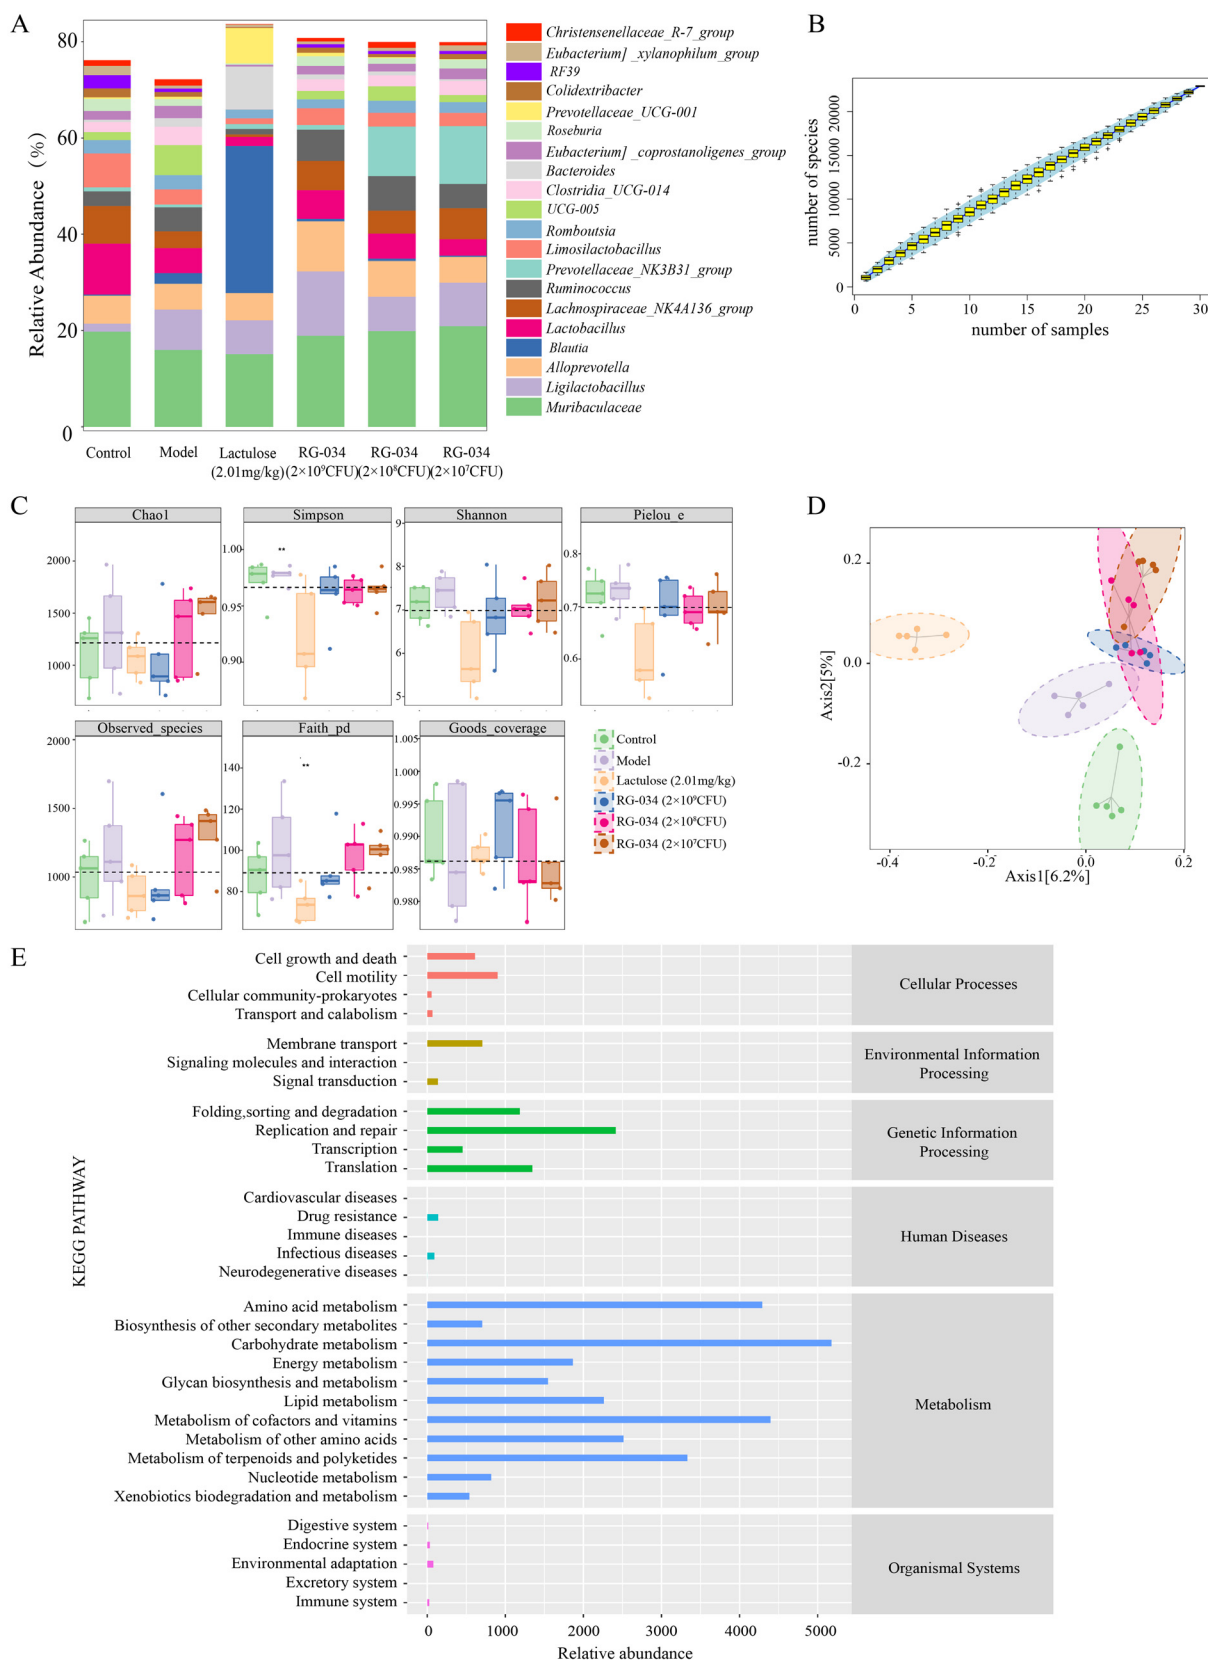 A
Relative Abundance (%)
80
60
40
20
0
Control
Model
Lactulose
(2.01mg/kg)
RG-034
(2×10⁹CFU)
RG-034
(2×10⁸CFU)
RG-034
(2×10⁷CFU)
Christensenellaceae_R-7_group
Eubacterium] _xylanophilum_group
RF39
Colidextribacter
Prevotellaceae_UCG-001
Roseburia
Eubacterium] _coprostanoligenes_group
Bacteroides
Clostridia_UCG-014
UCG-005
Romboutsia
Limosilactobacillus
Prevotellaceae_NK3B31_group
Ruminococcus
Lachnospiraceae_NK4A136_group
Lactobacillus
Blautia
Alloprevotella
Ligilactobacillus
Muribaculaceae
B
number of species
20000
15000
10000
5000
0
0
5
10
15
20
25
30
number of samples
C
Chao1
2000
1500
1000
Simpson
**
1.00
0.95
0.90
Shannon
9
8
7
6
5
Pielou_e
0.8
0.7
0.6
Observed_species
2000
1500
1000
Faith_pd
**
140
120
100
80
Goods_coverage
1.005
1.000
0.995
0.990
0.985
0.980
Control
Model
Lactulose (2.01mg/kg)
RG-034 (2×10⁹CFU)
RG-034 (2×10⁸CFU)
RG-034 (2×10⁷CFU)
D
Axis2[5%]
0.2
0.0
-0.2
-0.4
-0.2
0.0
0.2
Axis1[6.2%]
E
KEGG PATHWAY
Cell growth and death
Cell motility
Cellular community-prokaryotes
Transport and calabolism
Cellular Processes
Membrane transport
Signaling molecules and interaction
Signal transduction
Environmental Information
Processing
Folding,sorting and degradation
Replication and repair
Transcription
Translation
Genetic Information
Processing
Cardiovascular diseases
Drug resistance
Immune diseases
Infectious diseases
Neurodegenerative diseases
Human Diseases
Amino acid metabolism
Biosynthesis of other secondary metabolites
Carbohydrate metabolism
Energy metabolism
Glycan biosynthesis and metabolism
Lipid metabolism
Metabolism of cofactors and vitamins
Metabolism of other amino acids
Metabolism of terpenoids and polyketides
Nucleotide metabolism
Xenobiotics biodegradation and metabolism
Metabolism
Digestive system
Endocrine system
Environmental adaptation
Excretory system
Immune system
Organismal Systems
0
1000
2000
3000
4000
5000
Relative abundance